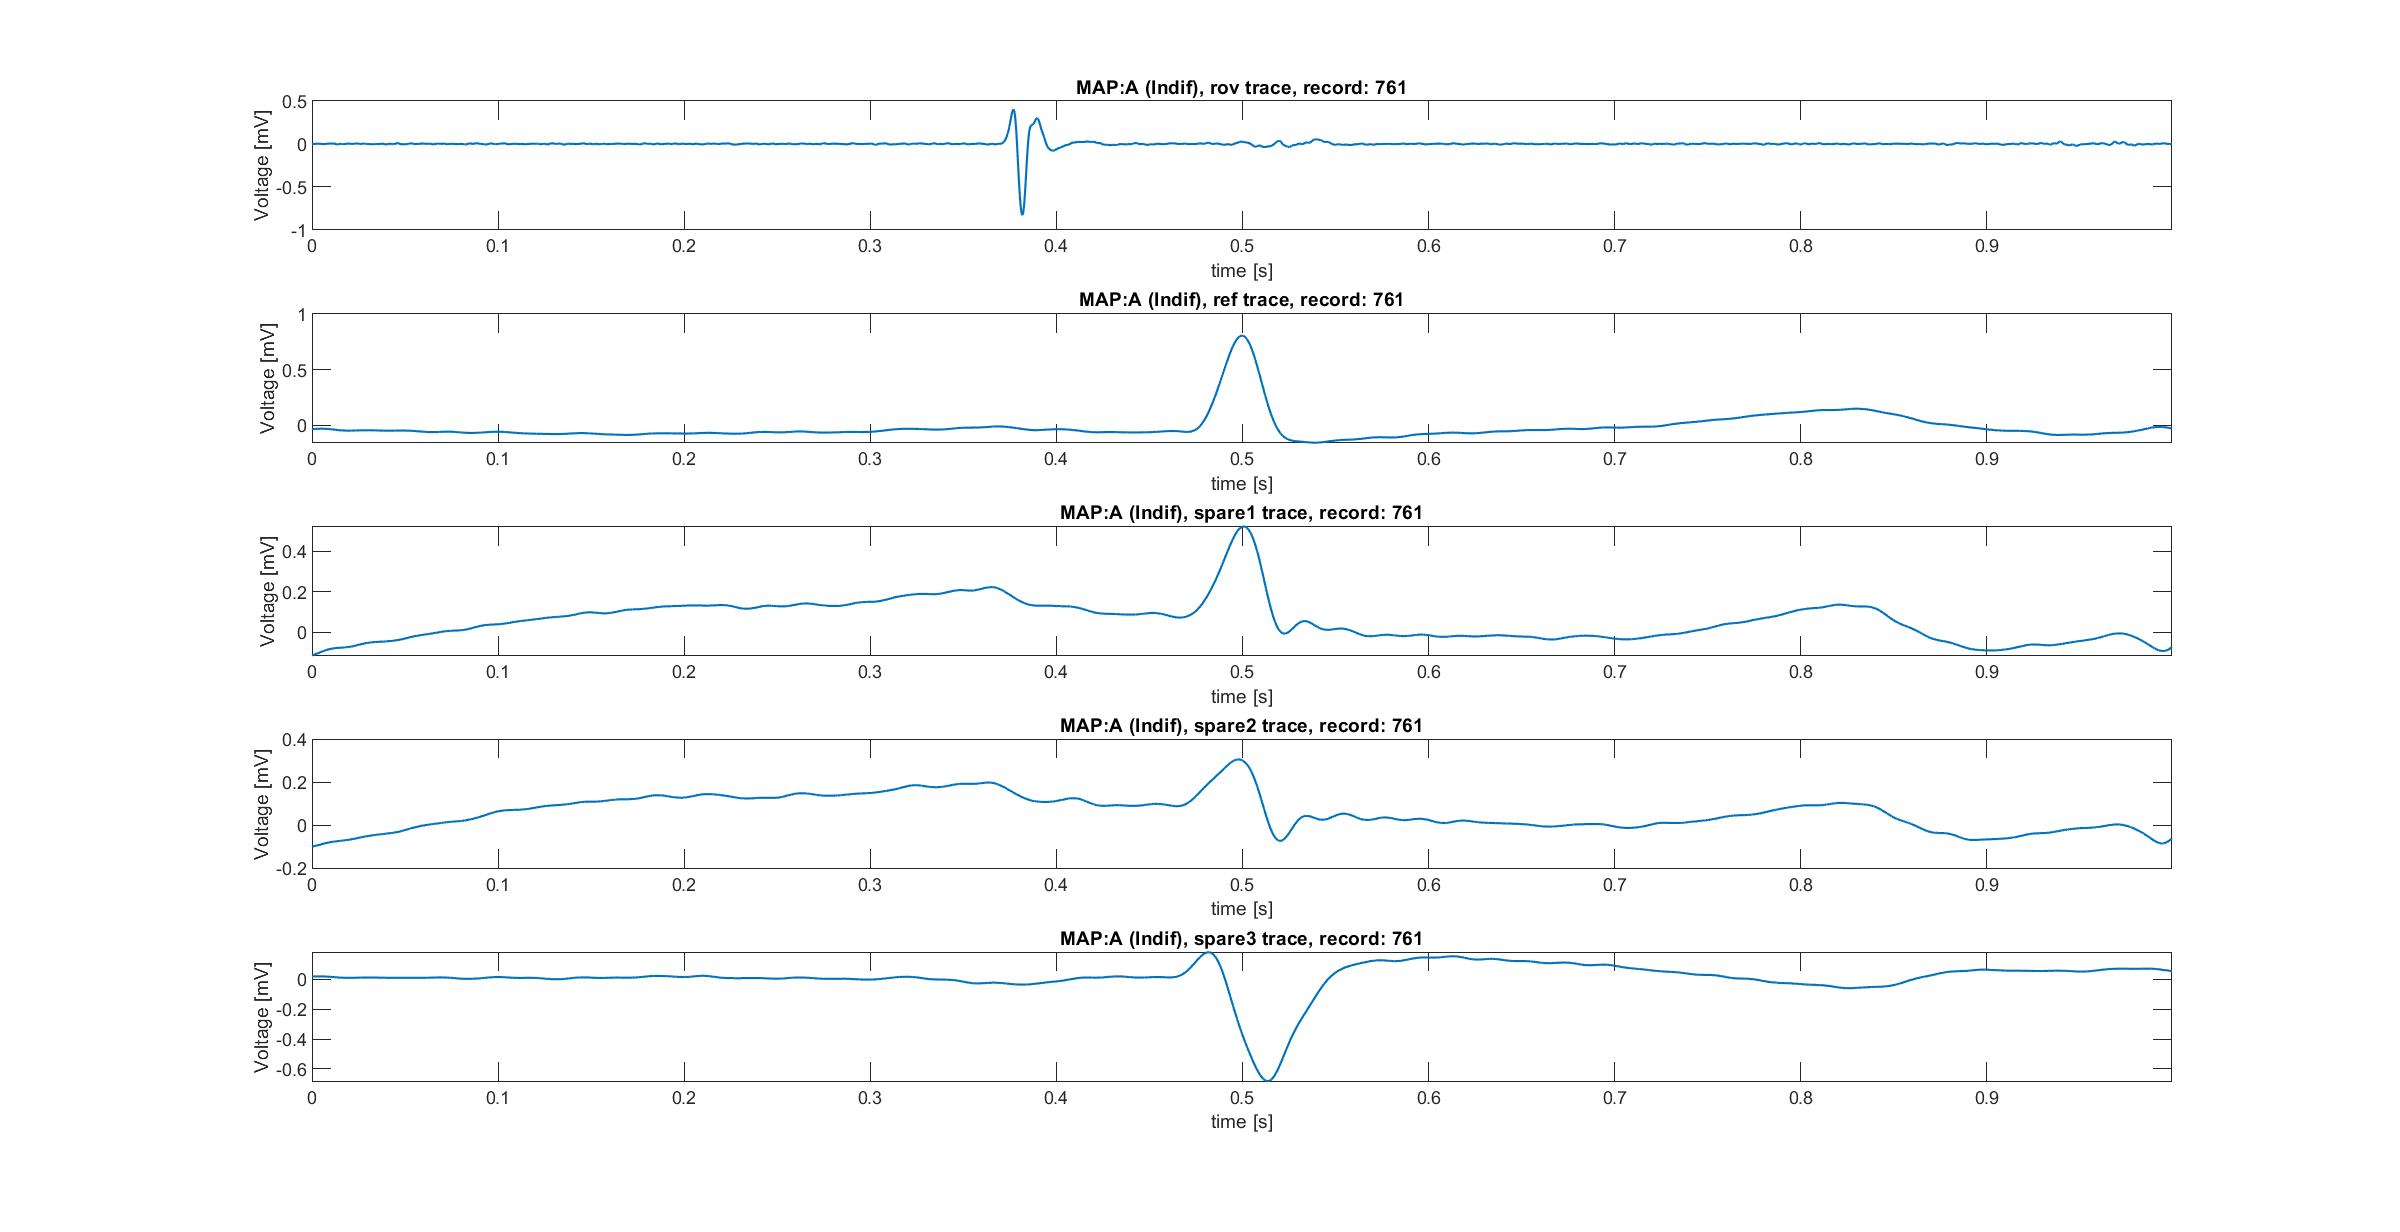 MAP:A (Indif), rov trace, record: 761
Voltage [mV]
0.5
0
-0.5
-1
0 0.1 0.2 0.3 0.4 0.5 0.6 0.7 0.8 0.9
time [s]
MAP:A (Indif), ref trace, record: 761
Voltage [mV]
1
0.5
0
0 0.1 0.2 0.3 0.4 0.5 0.6 0.7 0.8 0.9
time [s]
MAP:A (Indif), spare1 trace, record: 761
Voltage [mV]
0.4
0.2
0
0 0.1 0.2 0.3 0.4 0.5 0.6 0.7 0.8 0.9
time [s]
MAP:A (Indif), spare2 trace, record: 761
Voltage [mV]
0.4
0.2
0
-0.2
0 0.1 0.2 0.3 0.4 0.5 0.6 0.7 0.8 0.9
time [s]
MAP:A (Indif), spare3 trace, record: 761
Voltage [mV]
0
-0.2
-0.4
-0.6
0 0.1 0.2 0.3 0.4 0.5 0.6 0.7 0.8 0.9
time [s]